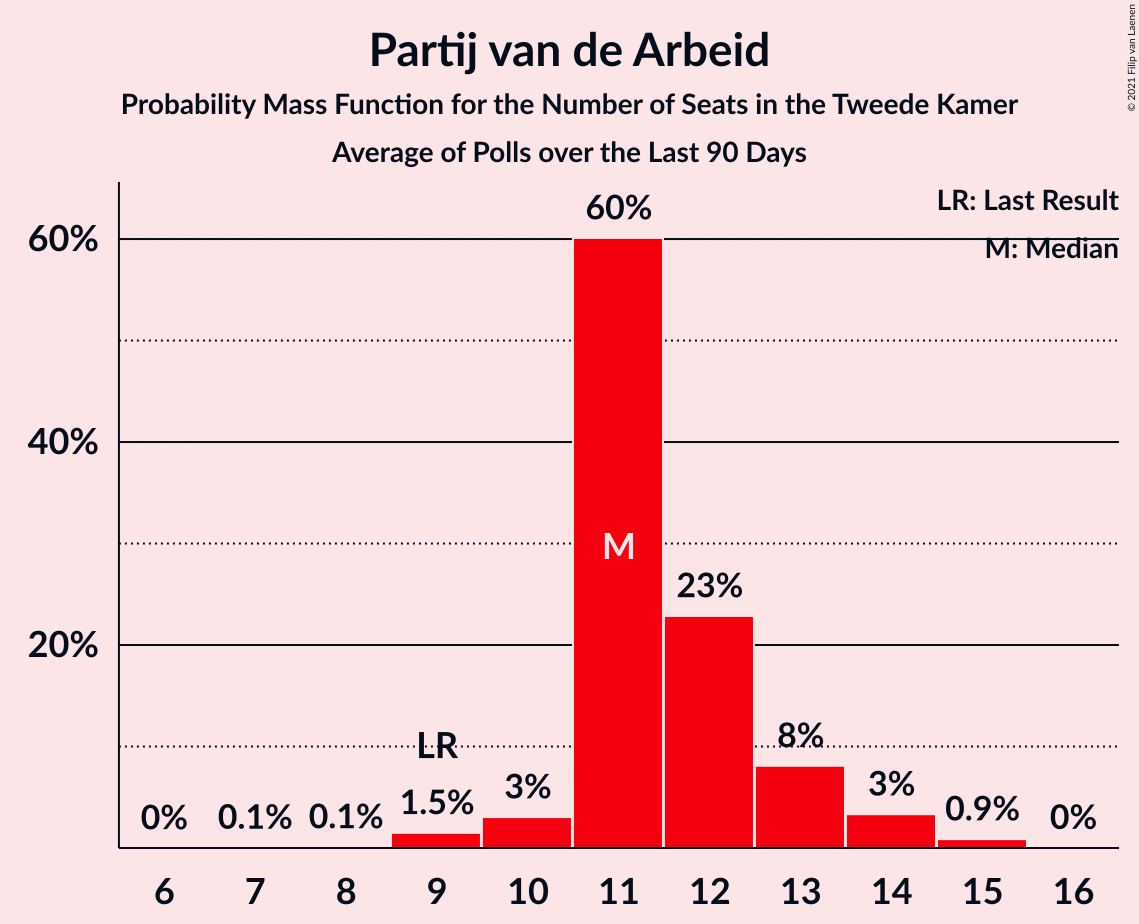 Partij van de Arbeid
Probability Mass Function for the Number of Seats in the Tweede Kamer
Average of Polls over the Last 90 Days
© 2021 Filip van Laenen
LR: Last Result
M: Median
60%
40%
20%
0%
0.1%
0.1%
LR
1.5%
3%
60%
M
23%
8%
3%
0.9%
0%
6 7 8 9 10 11 12 13 14 15 16